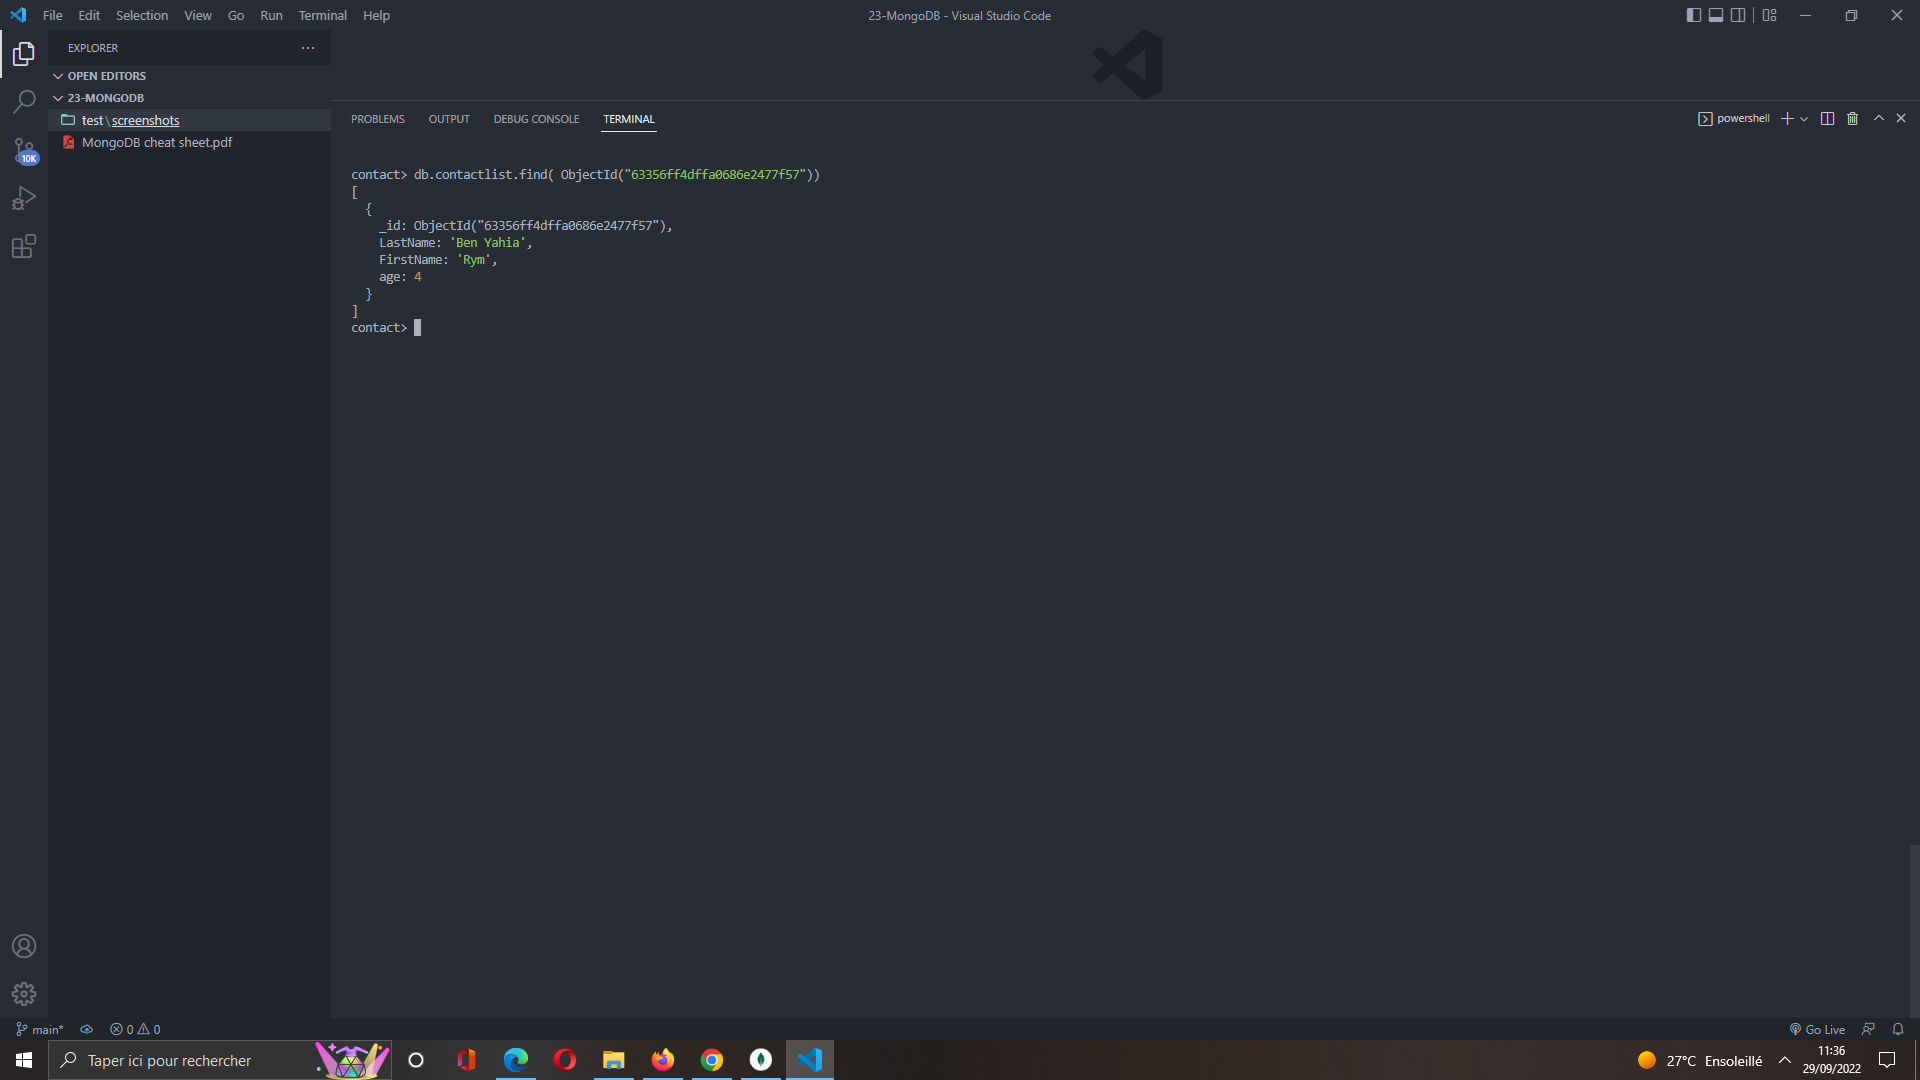 File Edit Selection View Go Run Terminal Help
23-MongoDB - Visual Studio Code
EXPLORER
OPEN EDITORS
23-MONGODB
test\screenshots
MongoDB cheat sheet.pdf
10K
PROBLEMS OUTPUT DEBUG CONSOLE TERMINAL
powershell
contact> db.contactlist.find( ObjectId("63356ff4dffa0686e2477f57"))
[
{
_id: ObjectId("63356ff4dffa0686e2477f57"),
LastName: 'Ben Yahia',
FirstName: 'Rym',
age: 4
}
]
contact>
main* 0 0
Go Live
Taper ici pour rechercher
27°C Ensoleillé
11:36
29/09/2022